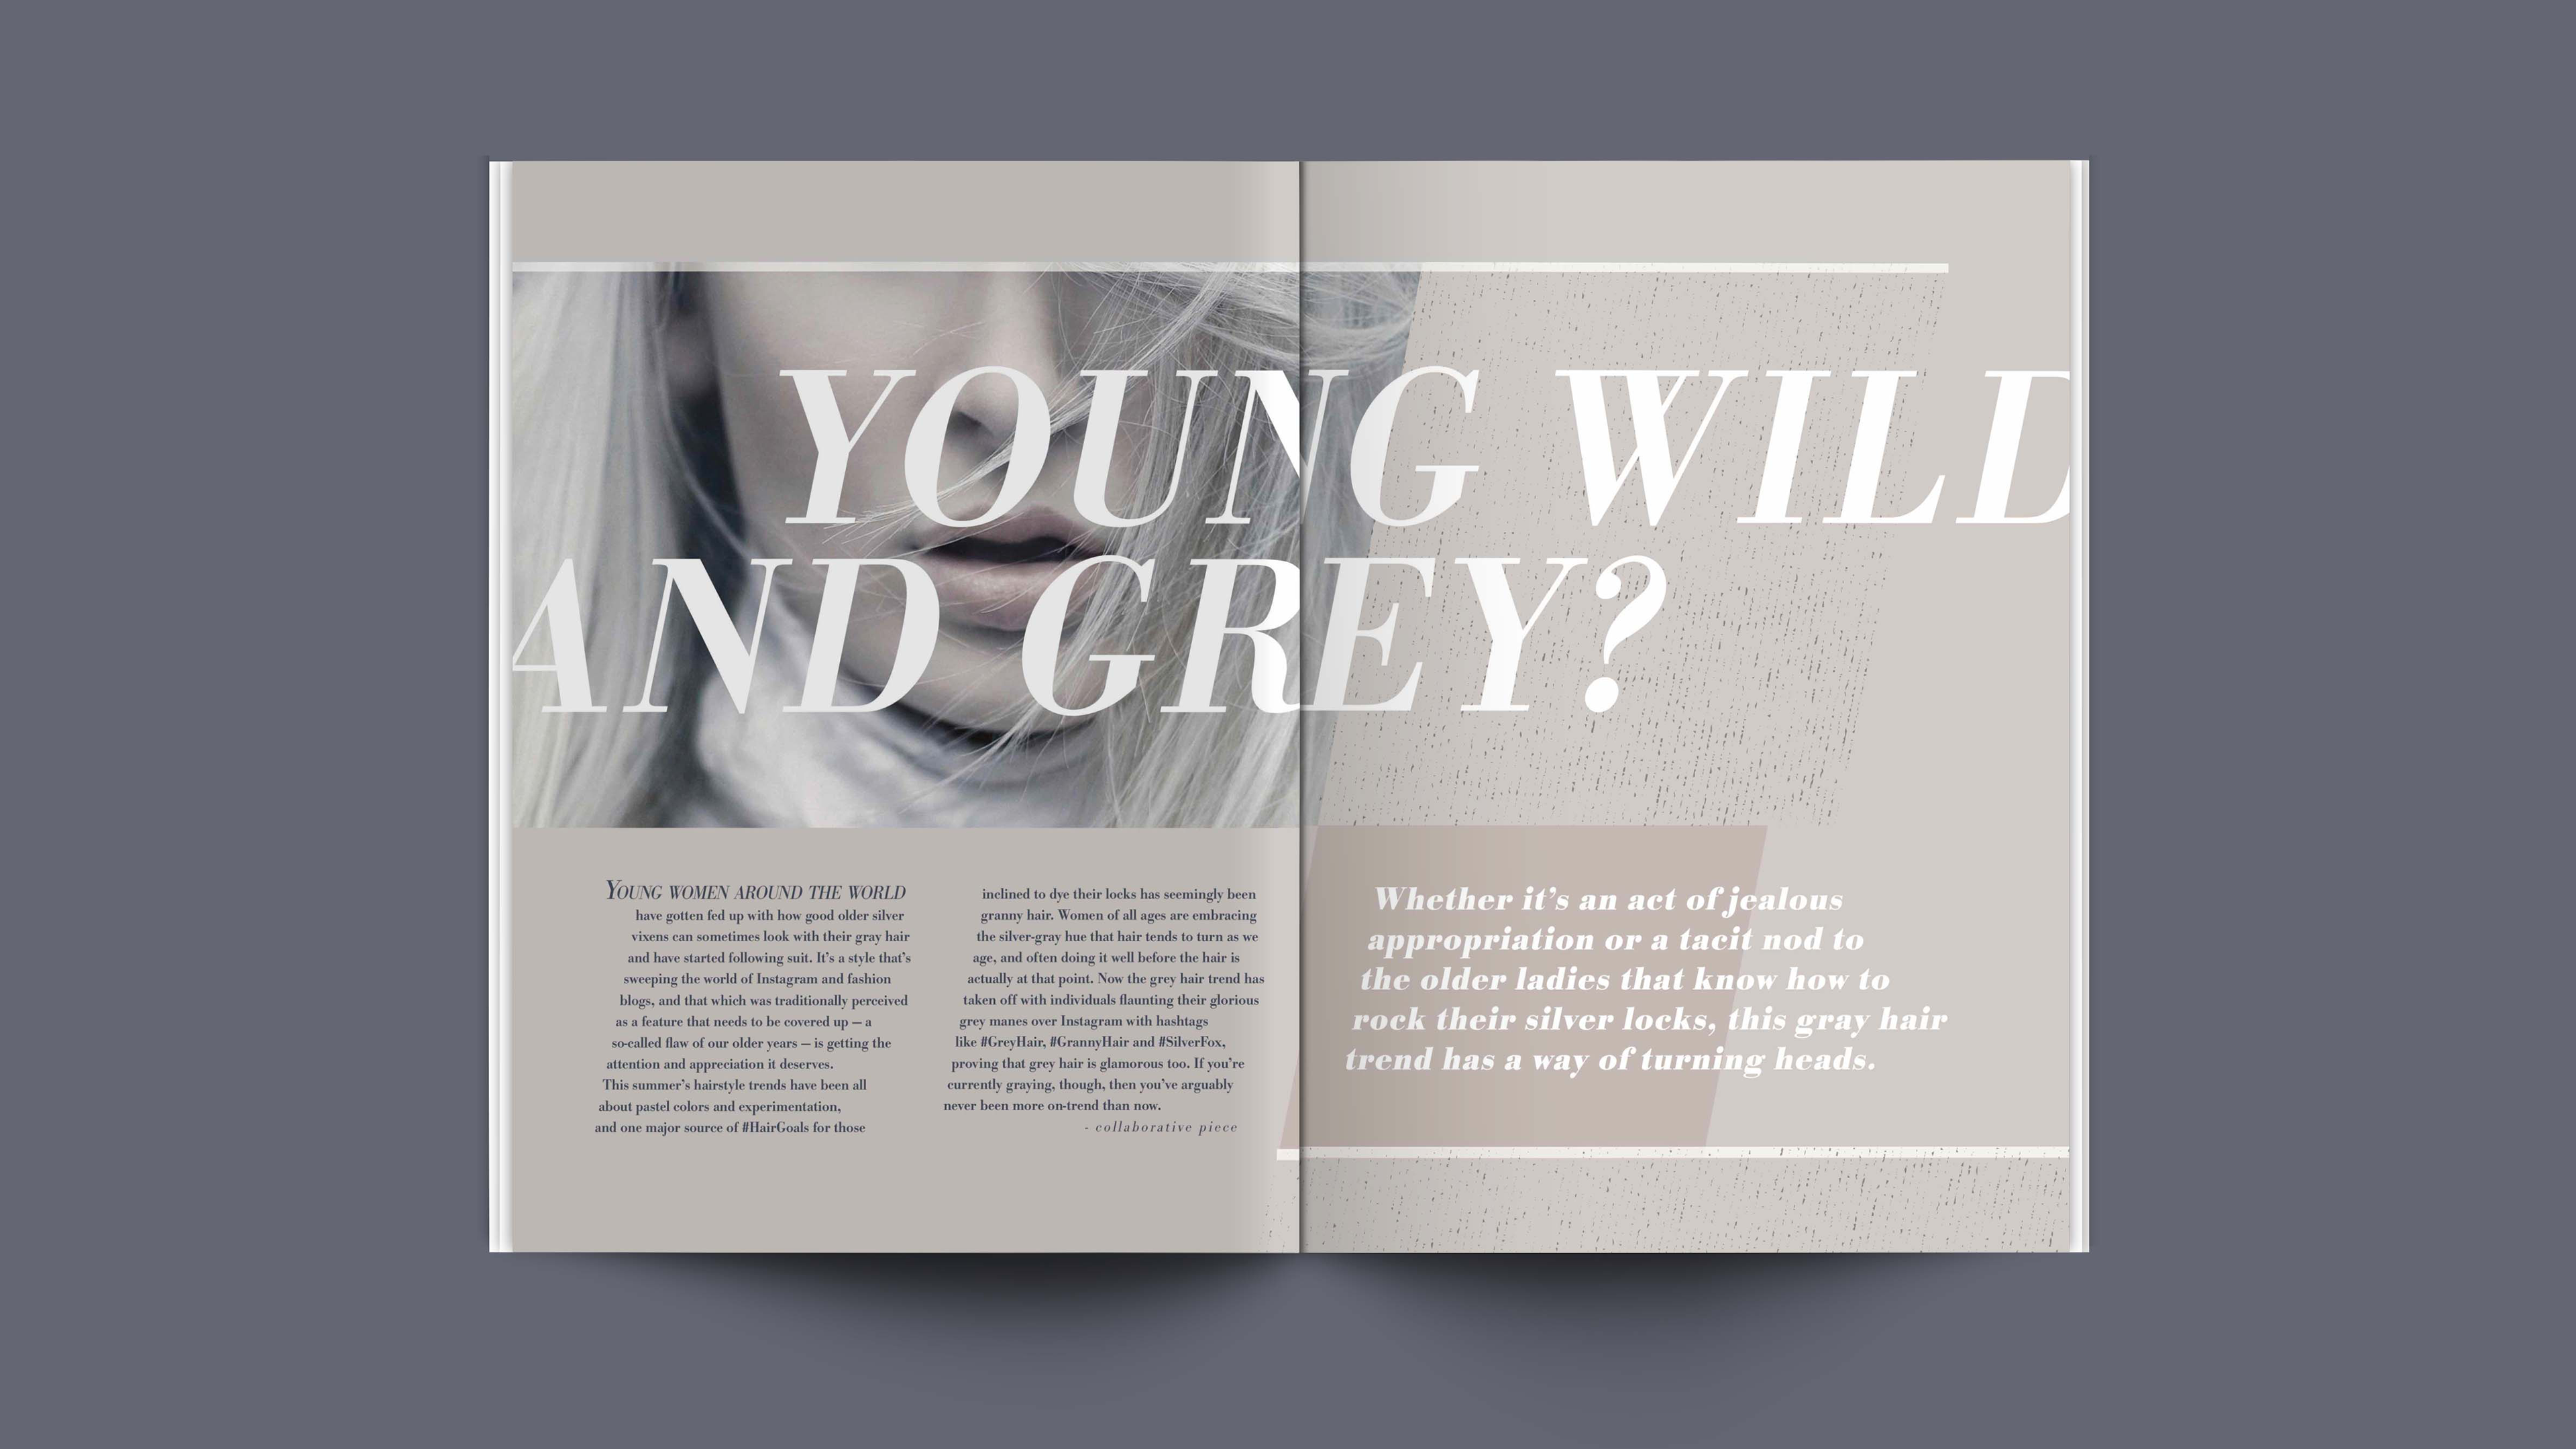 YOUNG WILD
AND GREY?
YOUNG WOMEN AROUND THE WORLD
have gotten fed up with how good older silver
vixens can sometimes look with their gray hair
and have started following suit. It’s a style that’s
sweeping the world of Instagram and fashion
blogs, and that which was traditionally perceived
as a feature that needs to be covered up — a
so-called flaw of our older years — is getting the
attention and appreciation it deserves.
This summer’s hairstyle trends have been all
about pastel colors and experimentation,
and one major source of #HairGoals for those
inclined to dye their locks has seemingly been
granny hair. Women of all ages are embracing
the silver-gray hue that hair tends to turn as we
age, and often doing it well before the hair is
actually at that point. Now the grey hair trend has
taken off with individuals flaunting their glorious
grey manes over Instagram with hashtags
like #GreyHair, #GrannyHair and #SilverFox,
proving that grey hair is glamorous too. If you’re
currently graying, though, then you’ve arguably
never been more on-trend than now.
- collaborative piece
Whether it’s an act of jealous
appropriation or a tacit nod to
the older ladies that know how to
rock their silver locks, this gray hair
trend has a way of turning heads.